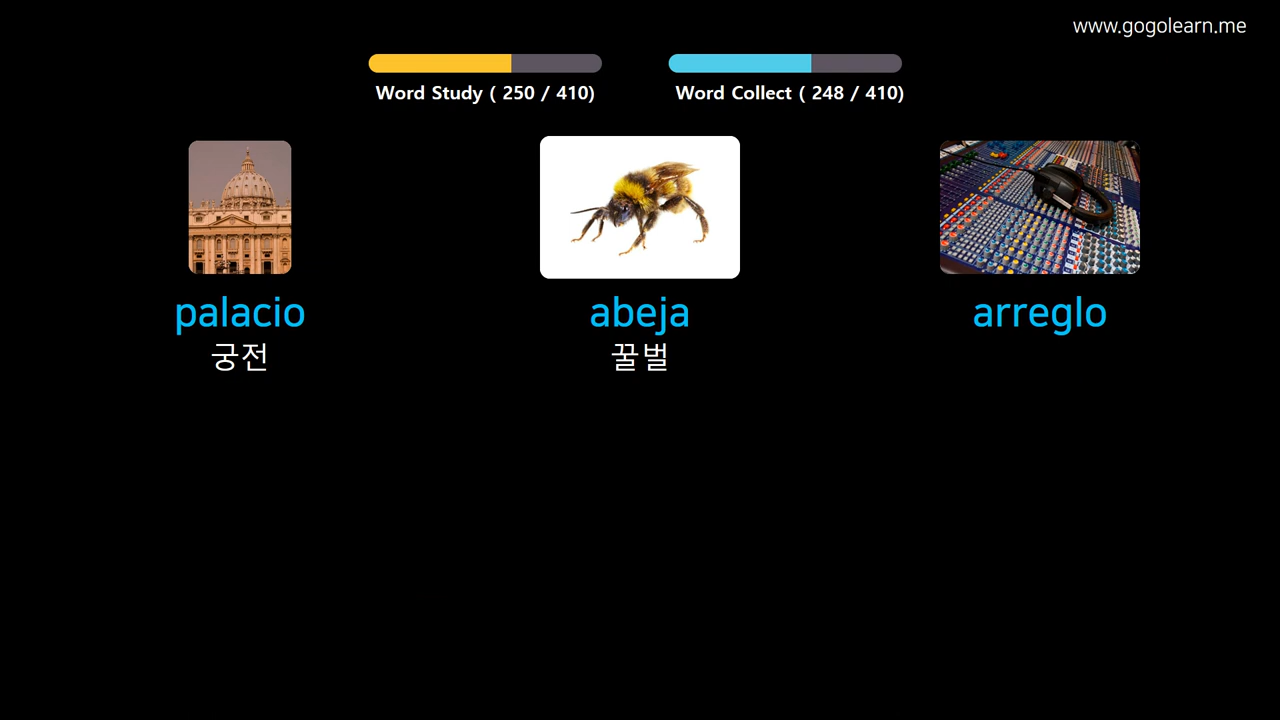 www.gogolearn.me
Word Study ( 250 / 410)
Word Collect ( 248 / 410)
palacio
abeja
arreglo
궁전
꿀벌